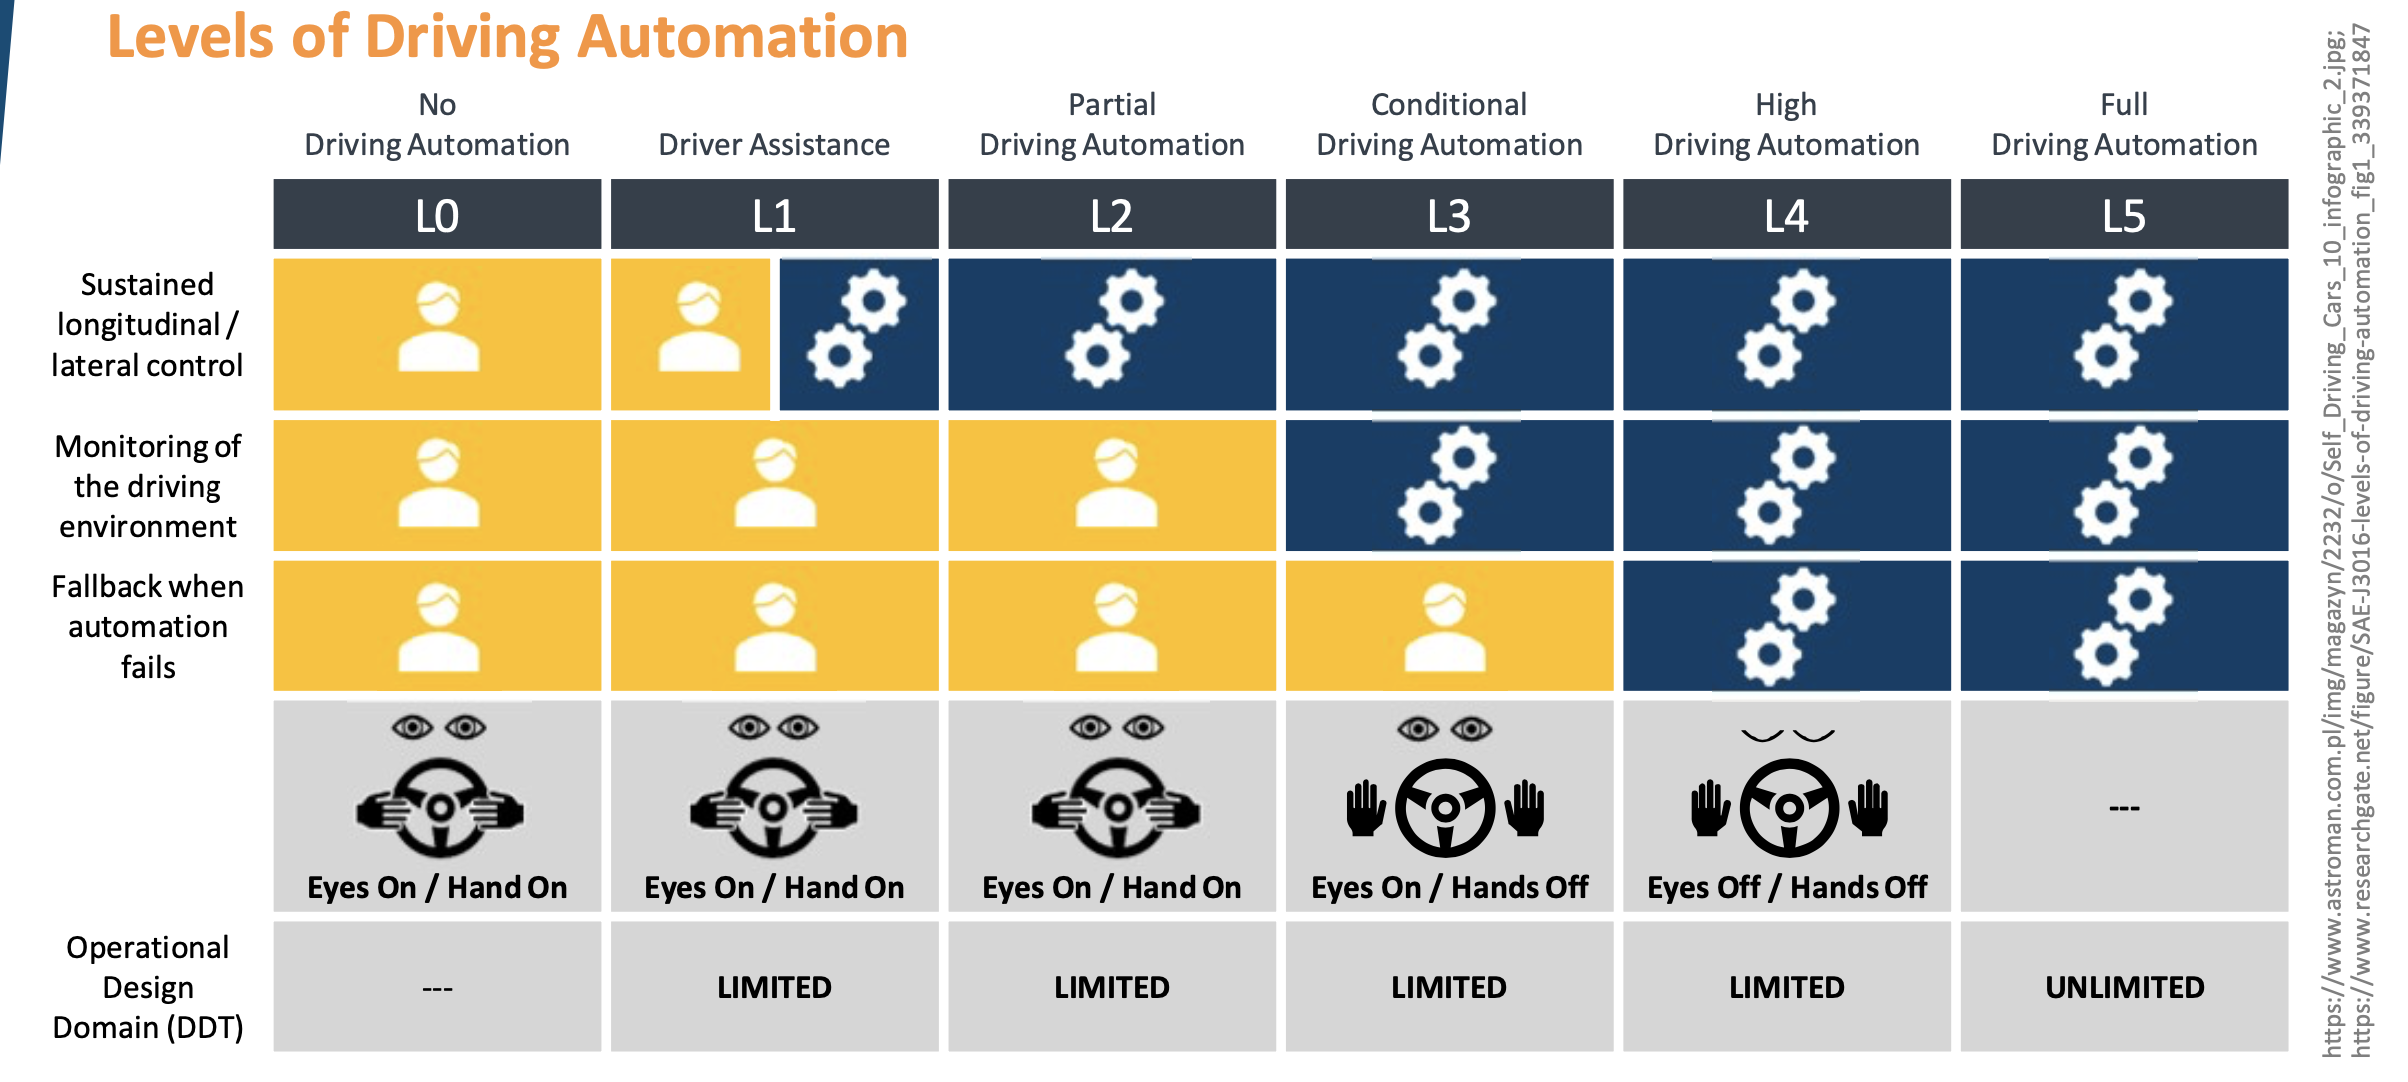 Levels of Driving Automation
No
Driving Automation
Driver Assistance
Partial
Driving Automation
Conditional
Driving Automation
High
Driving Automation
Full
Driving Automation
L0
L1
L2
L3
L4
L5
Sustained
longitudinal /
lateral control
Monitoring of
the driving
environment
Fallback when
automation
fails
Eyes On / Hand On
Eyes On / Hand On
Eyes On / Hand On
Eyes On / Hands Off
Eyes Off / Hands Off
---
Operational
Design
Domain (DDT)
---
LIMITED
LIMITED
LIMITED
LIMITED
UNLIMITED
https://www.astroman.com.pl/img/magazyn/2232/o/Self_Driving_Cars_10_infographic_2.jpg;
https://www.researchgate.net/figure/SAE-J3016-levels-of-driving-automation_fig1_339371847